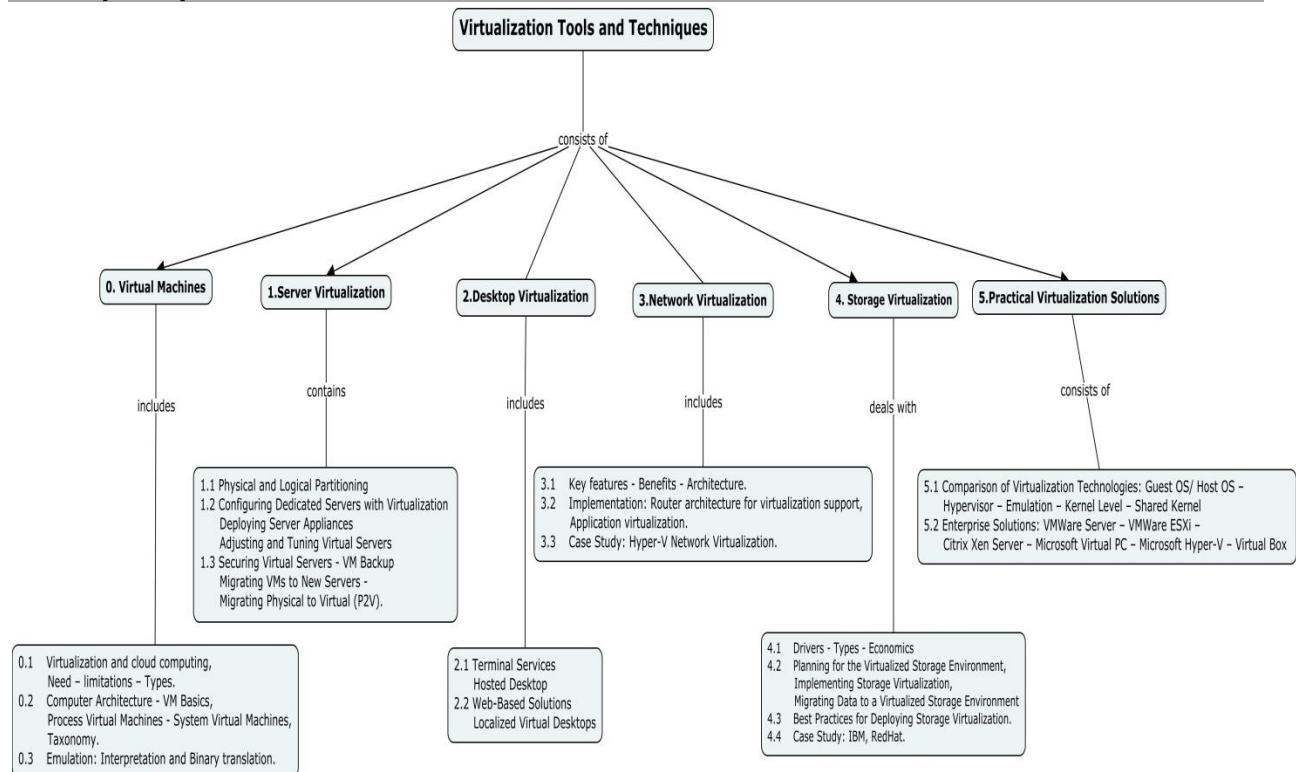 Virtualization Tools and Techniques
consists of
0. Virtual Machines
1.Server Virtualization
2.Desktop Virtualization
3.Network Virtualization
4. Storage Virtualization
5.Practical Virtualization Solutions
includes
contains
includes
includes
deals with
consists of
0.1 Virtualization and cloud computing,
Need – limitations – Types.
0.2 Computer Architecture - VM Basics,
Process Virtual Machines - System Virtual Machines,
Taxonomy.
0.3 Emulation: Interpretation and Binary translation.
1.1 Physical and Logical Partitioning
1.2 Configuring Dedicated Servers with Virtualization
Deploying Server Appliances
Adjusting and Tuning Virtual Servers
1.3 Securing Virtual Servers - VM Backup
Migrating VMs to New Servers -
Migrating Physical to Virtual (P2V).
2.1 Terminal Services
Hosted Desktop
2.2 Web-Based Solutions
Localized Virtual Desktops
3.1 Key features - Benefits - Architecture.
3.2 Implementation: Router architecture for virtualization support,
Application virtualization.
3.3 Case Study: Hyper-V Network Virtualization.
4.1 Drivers - Types - Economics
4.2 Planning for the Virtualized Storage Environment,
Implementing Storage Virtualization,
Migrating Data to a Virtualized Storage Environment
4.3 Best Practices for Deploying Storage Virtualization.
4.4 Case Study: IBM, RedHat.
5.1 Comparison of Virtualization Technologies: Guest OS/ Host OS –
Hypervisor – Emulation – Kernel Level – Shared Kernel
5.2 Enterprise Solutions: VMWare Server – VMWare ESXi –
Citrix Xen Server – Microsoft Virtual PC – Microsoft Hyper-V – Virtual Box